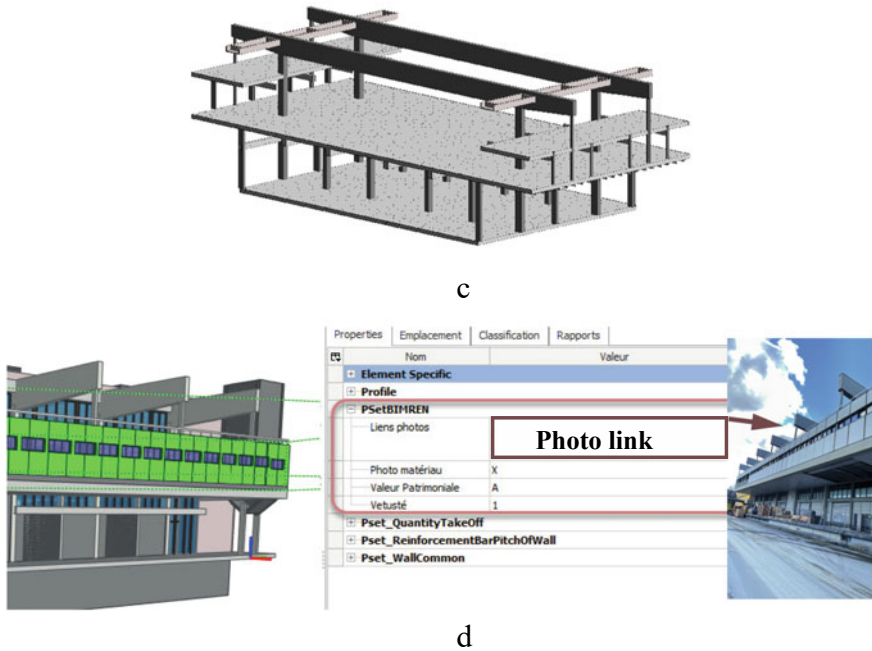 c
Properties Emplacement Classification Rapports
Nom Valeur
Element Specific
Profile
PSetBIMREN
Liens photos
Photo link
Photo matériau X
Valeur Patrimoniale A
Vetusté 1
Pset_QuantityTakeOff
Pset_ReinforcementBarPitchOfWall
Pset_WallCommon
d